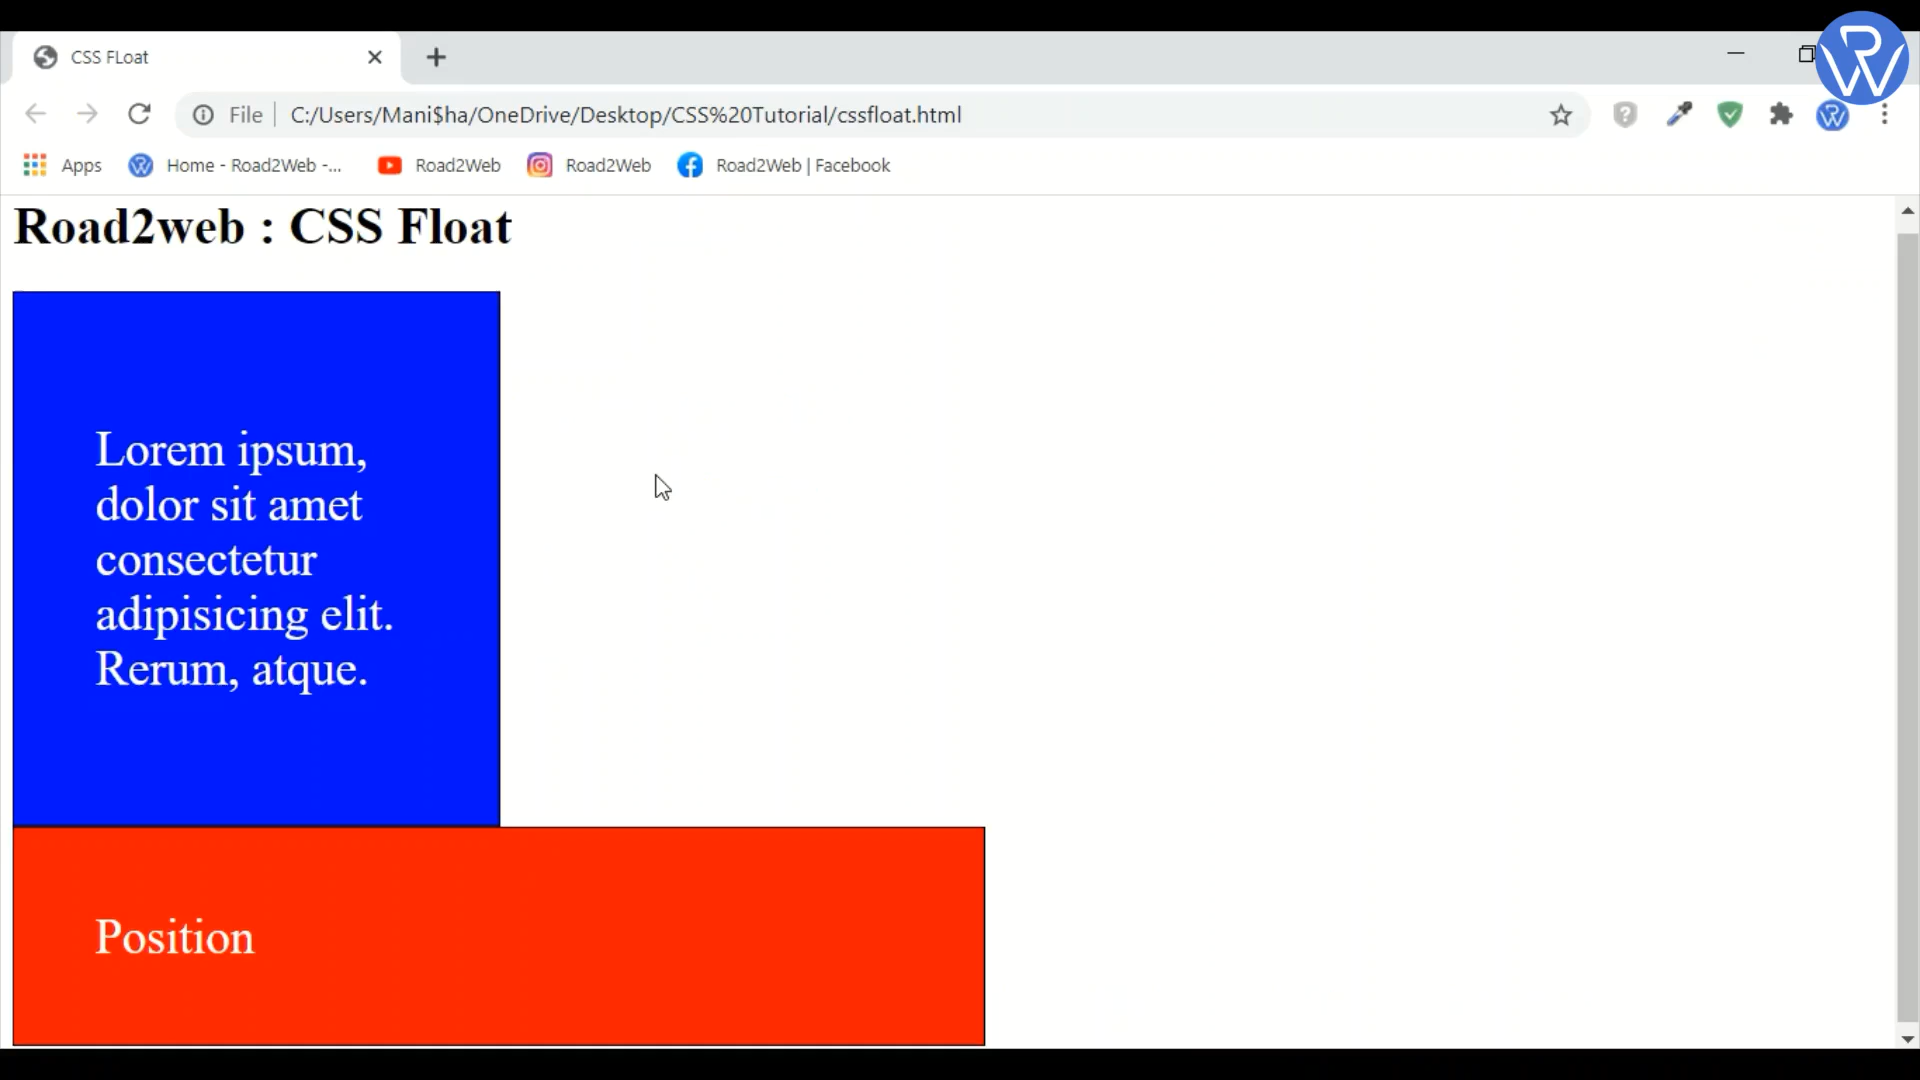 CSS FLoat
File C:/Users/Mani$ha/OneDrive/Desktop/CSS%20Tutorial/cssfloat.html
Apps Home - Road2Web -... Road2Web Road2Web Road2Web | Facebook
Road2web : CSS Float
Lorem ipsum,
dolor sit amet
consectetur
adipisicing elit.
Rerum, atque.
Position